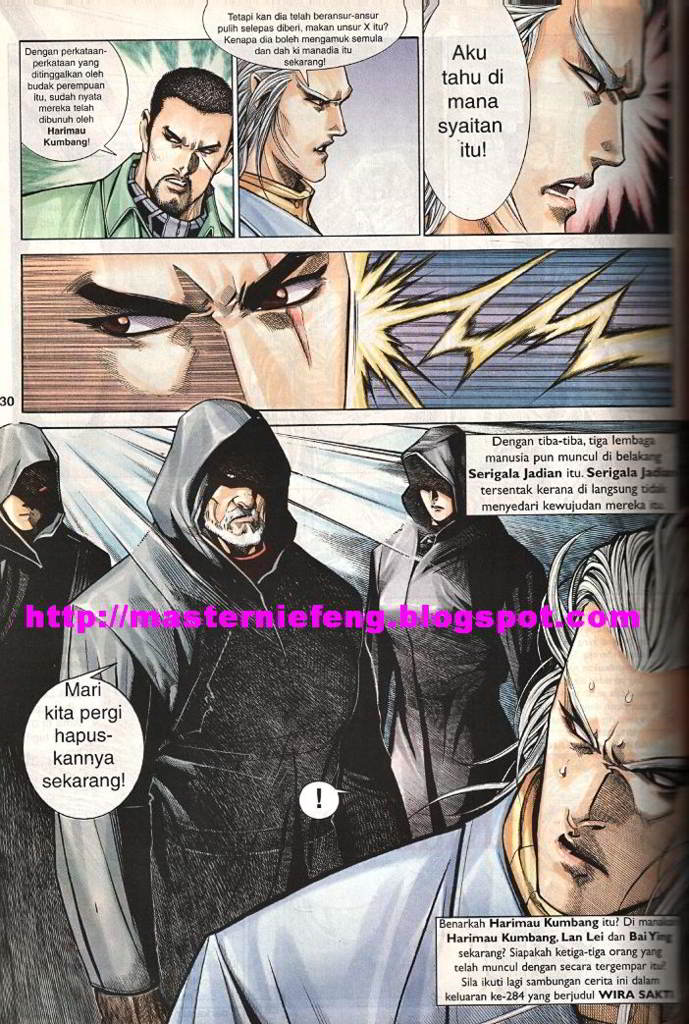 Dengan perkataan-
perkataan yang
ditinggalkan oleh
budak perempuan
itu, sudah nyata
mereka telah
dibunuh oleh
Harimau
Kumbang!
Tetapi kan dia telah beransur-ansur
pulih selepas diberi, makan unsur X itu?
Kenapa dia boleh mengamuk semula
dan dah ki manadia itu
sekarang!
Aku
tahu di
mana
syaitan
itu!
30
Dengan tiba-tiba, tiga lembaga
manusia pun muncul di belakang
Serigala Jadian itu. Serigala Jadian
tersentak kerana di langsung tidak
menyedari kewujudan mereka itu.
http://masterniefeng.blogspot.com
Mari
kita pergi
hapus-
kannya
sekarang!
!
Benarkah Harimau Kumbang itu? Di manakah
Harimau Kumbang, Lan Lei dan Bai Ying
sekarang? Siapakah ketiga-tiga orang yang
telah muncul dengan secara tergempar itu?
Sila ikuti lagi sambungan cerita ini dalam
keluaran ke-284 yang berjudul WIRA SAKTI